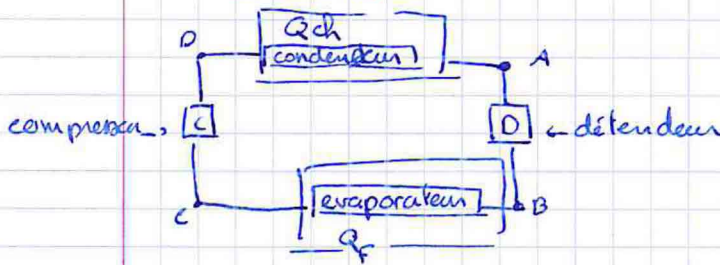 Qch
D condenseur A
compresseur C D ← détendeur
C evaporateur B
QF